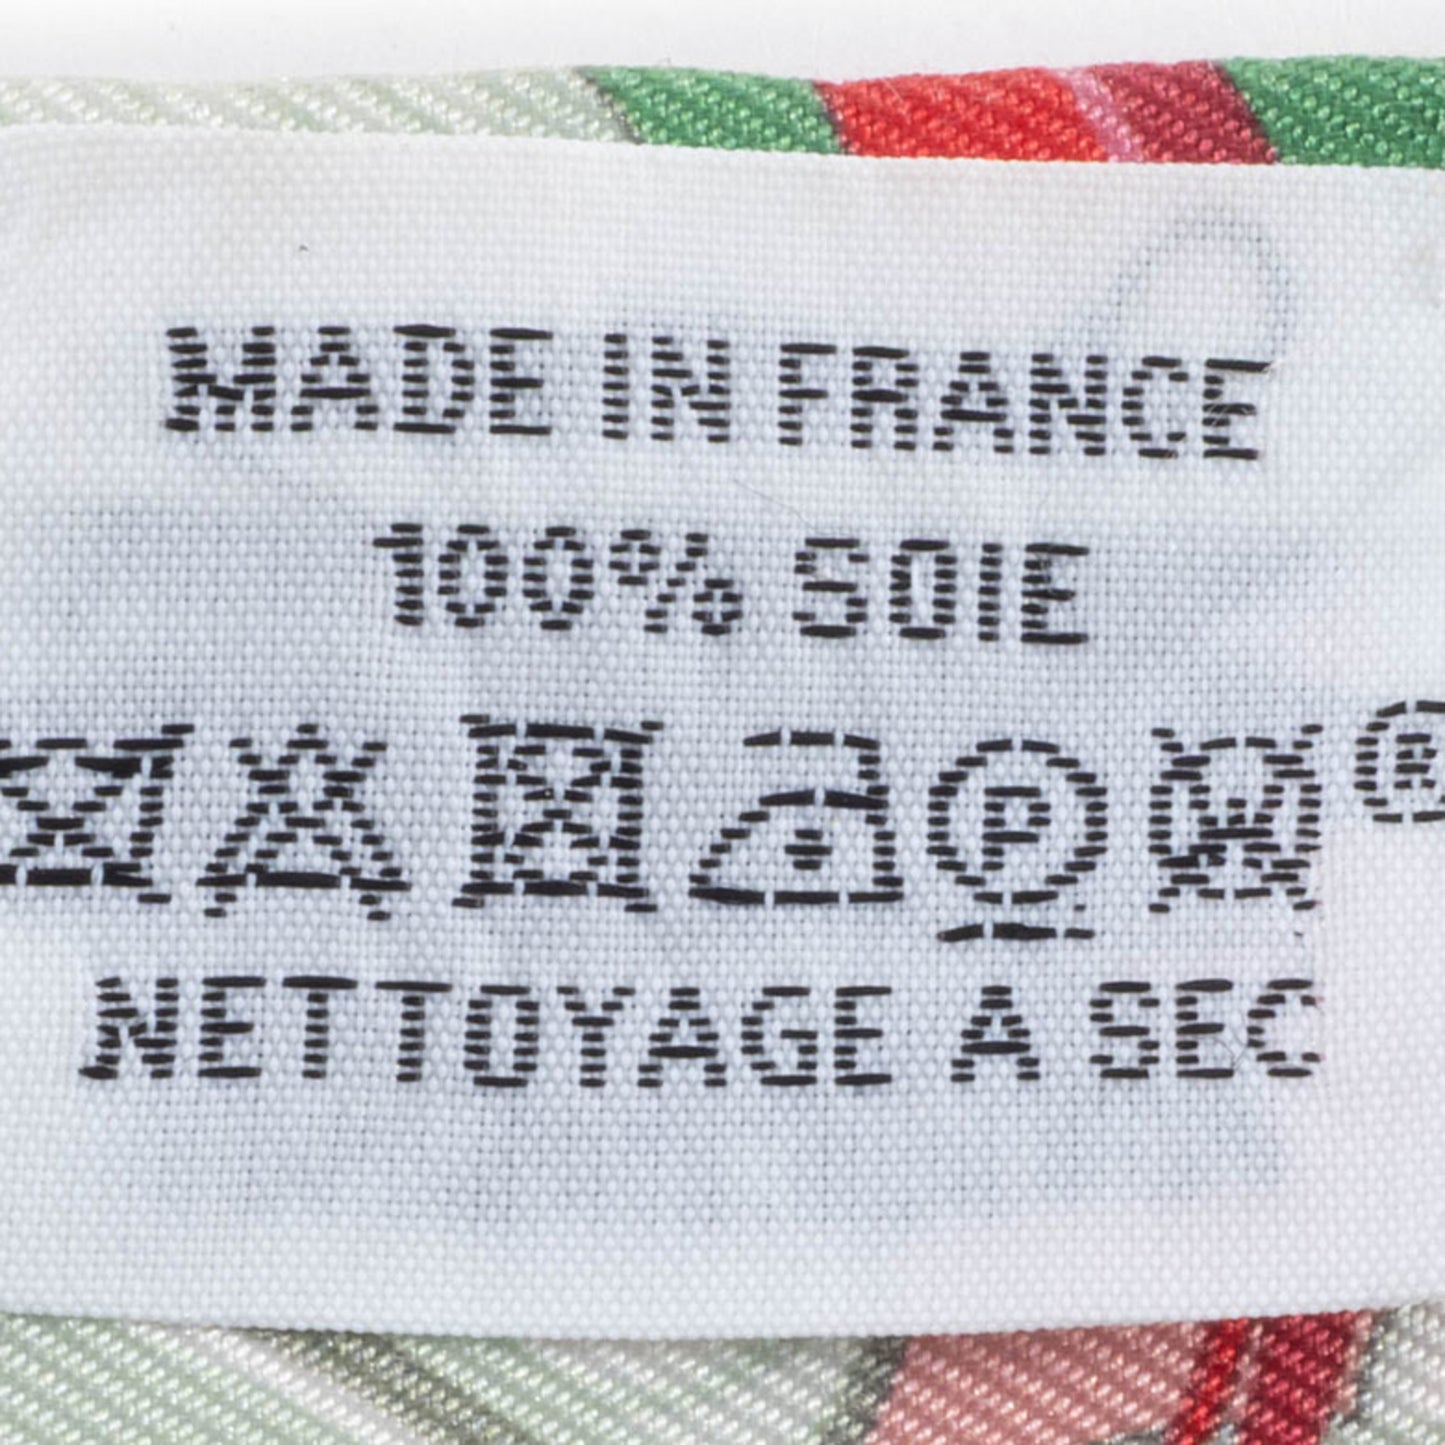 MADE IN FRANCE
100% SOIE
P W ®
NETTOYAGE A SEC